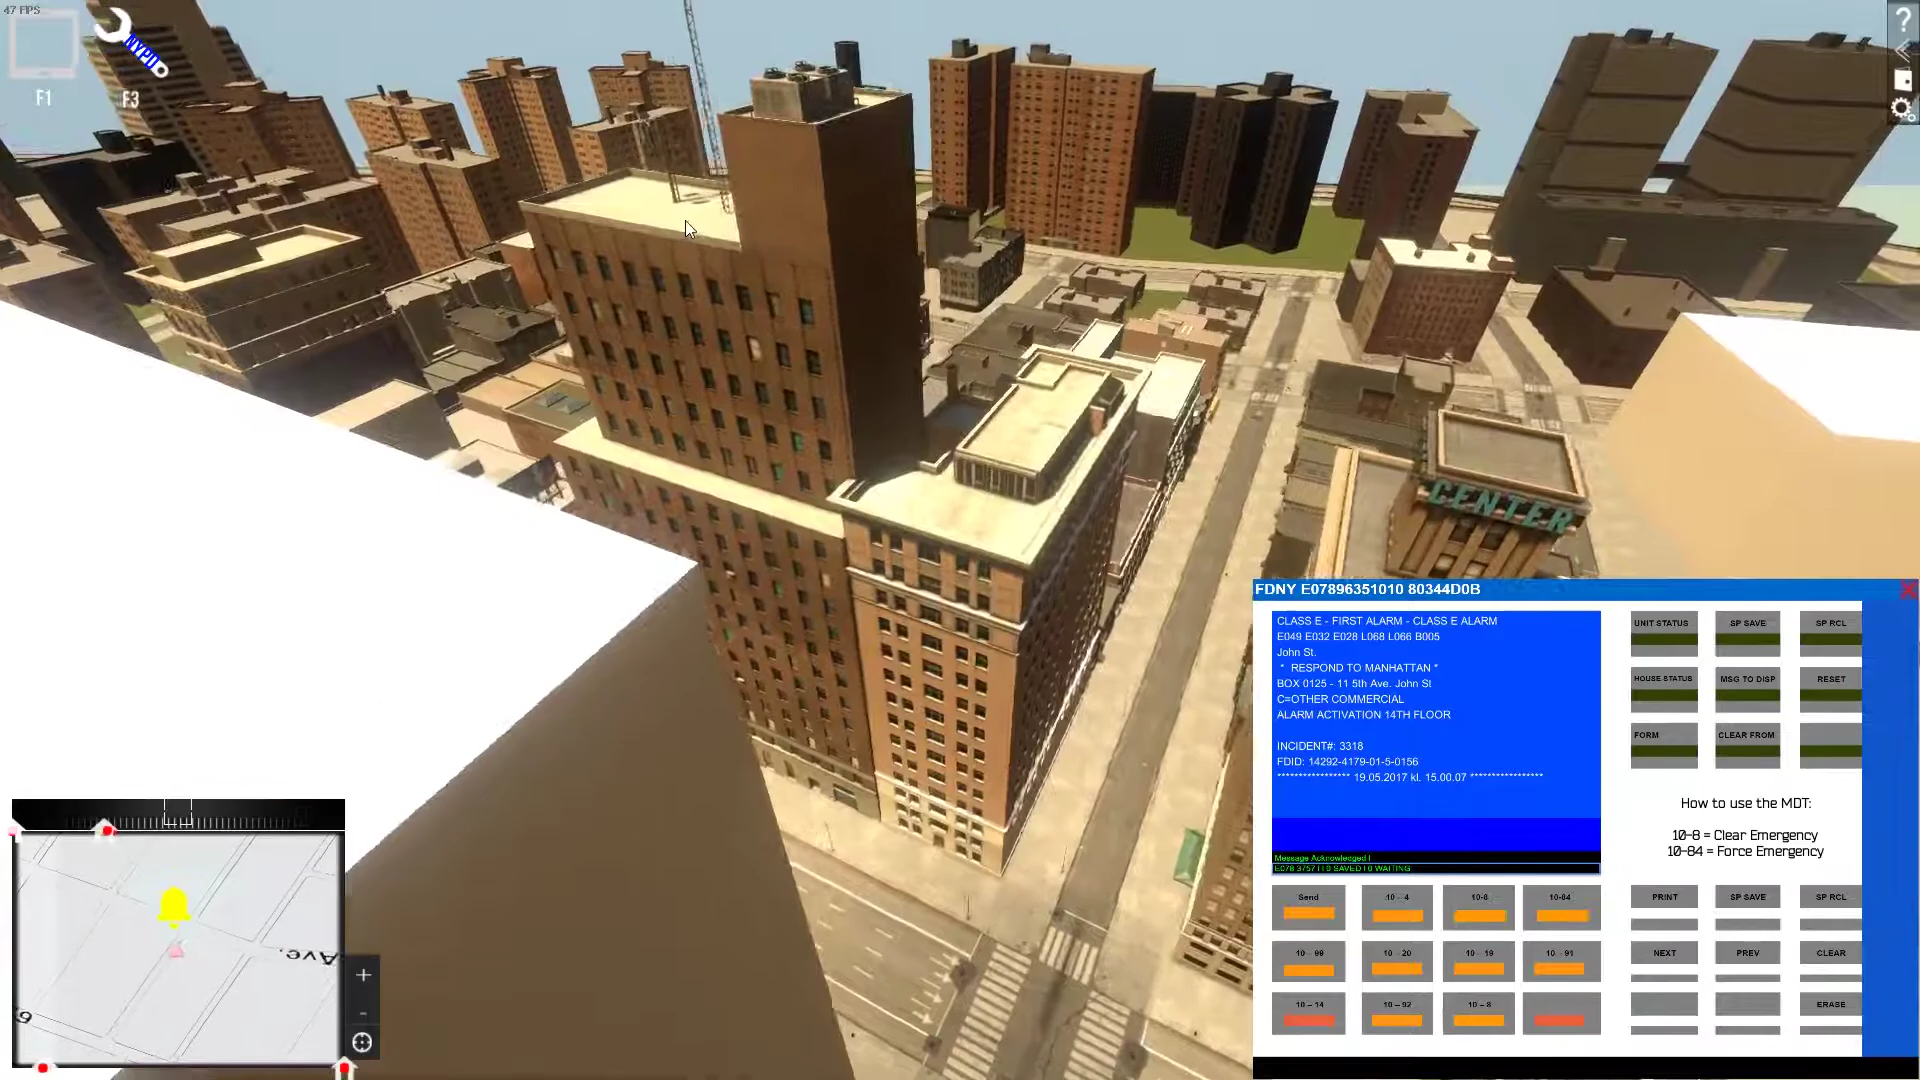 47 FPS
NYPD
F1
F3
?
CENTER
FDNY E07896351010 80344D0B
X
CLASS E - FIRST ALARM - CLASS E ALARM
E049 E032 E028 L068 L066 B005
John St.
* RESPOND TO MANHATTAN *
BOX 0125 - 11 5th Ave. John St
C=OTHER COMMERCIAL
ALARM ACTIVATION 14TH FLOOR
INCIDENT#: 3318
FDID: 14292-4179-01-5-0156
***************** 19.05.2017 kl. 15.00.07 ****************
Message Acknowledged !
UNIT STATUS
SP SAVE
SP RCL
HOUSE STATUS
MSG TO DISP
RESET
FORM
CLEAR FROM
How to use the MDT:
10-8 = Clear Emergency
10-84 = Force Emergency
Send
10 - 4
10-8
10-84
PRINT
SP SAVE
SP RCL
10 - 99
10 - 20
10 - 19
10 - 91
NEXT
PREV
CLEAR
10 - 14
10 - 92
10 - 8
ERASE
Ave.
+
-